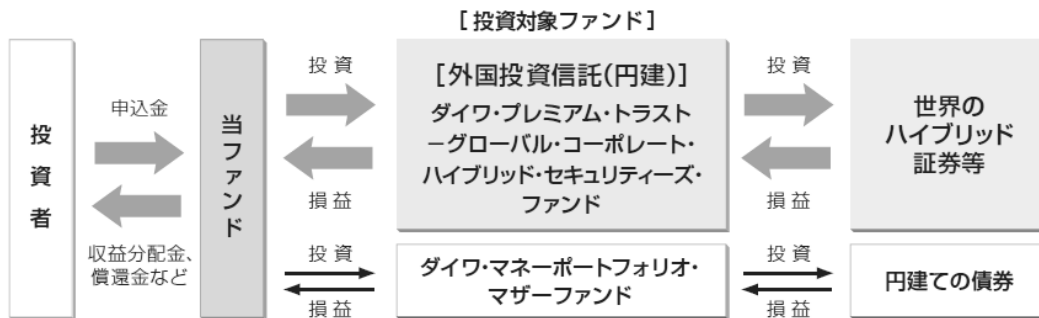 [投資対象ファンド]
投資者
申込金
収益分配金、
償還金など
当ファンド
投資
損益
[外国投資信託(円建)]
ダイワ・プレミアム・トラスト
－グローバル・コーポレート・
ハイブリッド・セキュリティーズ・
ファンド
投資
損益
世界の
ハイブリッド
証券等
投資
損益
ダイワ・マネーポートフォリオ・
マザーファンド
投資
損益
円建ての債券